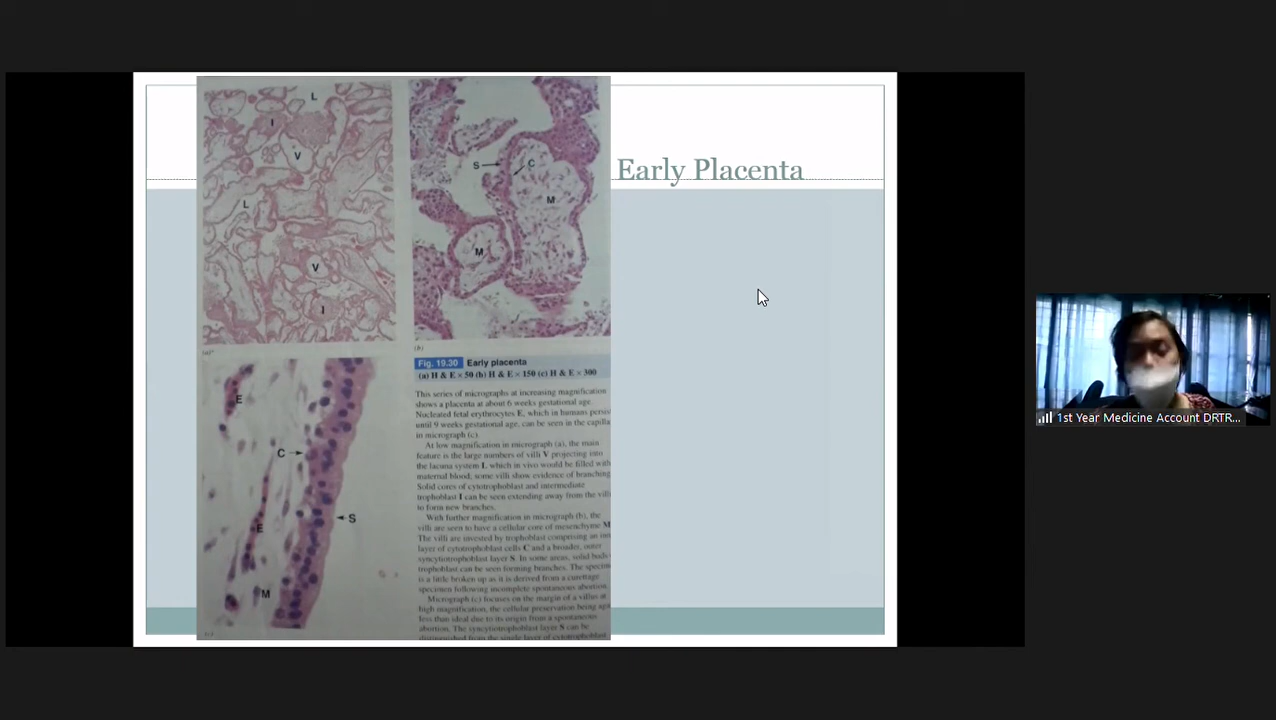 Early Placenta
L
I
V
L
V
I
(a)
S
C
M
M
(b)
E
C
S
E
M
Fig. 19.30 Early placenta
(a) H & E × 50 (b) H & E × 150 (c) H & E × 300
This series of micrographs at increasing magnification
shows a placenta at about 6 weeks gestational age.
Nucleated fetal erythrocytes E, which in humans
until 9 weeks gestational age, can be seen in the
in micrograph (c).
At low magnification in micrograph (a), the main
feature is the large numbers of villi V projecting into
the lacuna system L which in vivo would be filled with
maternal blood; some villi show evidence of branching.
Solid cores of cytotrophoblast and intermediate
trophoblast I can be seen extending away from the
to form new branches.
With further magnification in micrograph (b), the
villi are seen to have a cellular core of mesenchyme M
The villi are invested by trophoblast comprising an
layer of cytotrophoblast cells C and a broader, outer
syncytiotrophoblast layer S. In some areas, solid
trophoblast can be seen forming branches. The
is a little broken up as it is derived from a curettage
specimen following incomplete spontaneous abortion.
Micrograph (c) focuses on the margin of a villus at
high magnification, the cellular preservation being
less than ideal due to its origin from a spontaneous
abortion. The syncytiotrophoblast layer S can be
distinguished from the single layer of cytotrophoblast
1st Year Medicine Account DRTR...